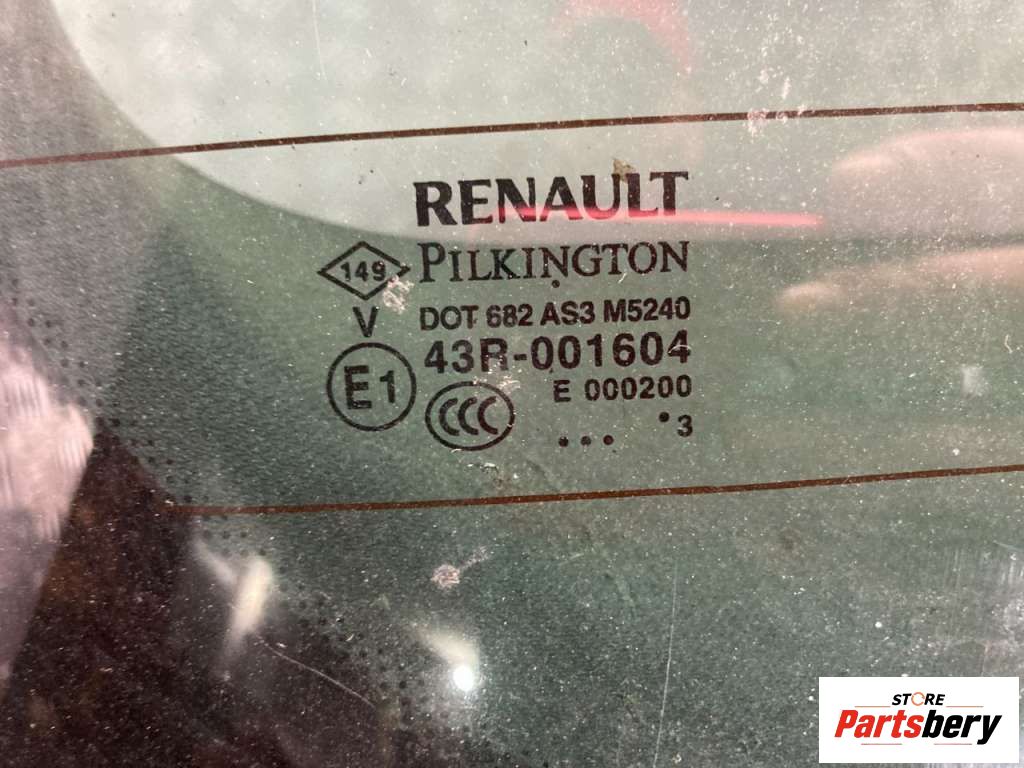 RENAULT
149 PILKINGTON
V DOT 682 AS3 M5240
43R-001604
E1 CCC E 000200
... •3
STORE
Partsbery